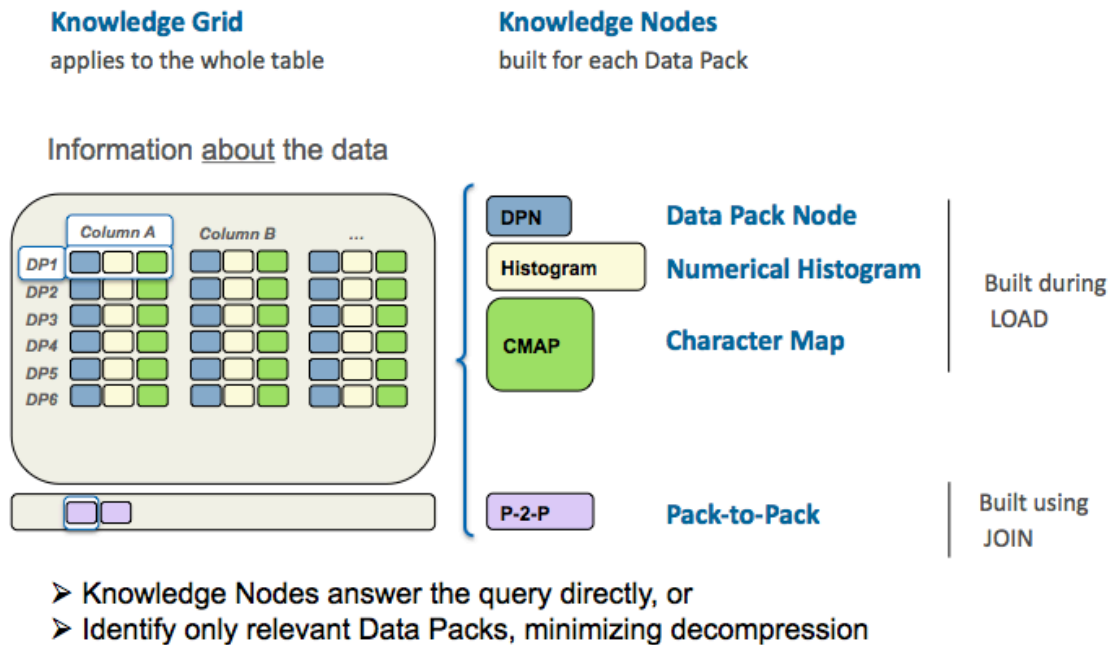 Knowledge Grid
applies to the whole table
Knowledge Nodes
built for each Data Pack
Information about the data
Column A
Column B
...
DP1
DP2
DP3
DP4
DP5
DP6
DPN
Data Pack Node
Histogram
Numerical Histogram
CMAP
Character Map
Built during
LOAD
P-2-P
Pack-to-Pack
Built using
JOIN
➢ Knowledge Nodes answer the query directly, or
➢ Identify only relevant Data Packs, minimizing decompression